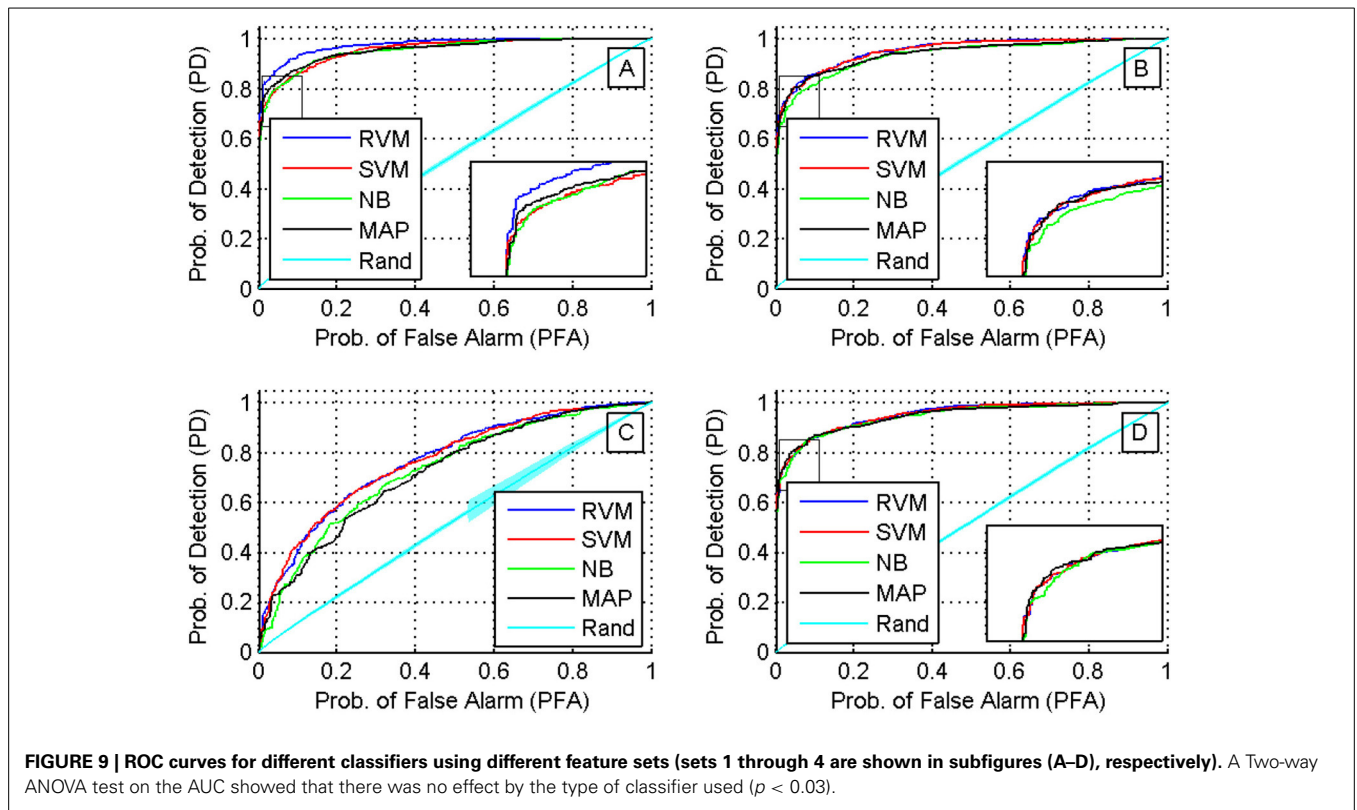 1
0.8
0.6
0.4
0.2
0
0
0.2
0.4
0.6
0.8
1
Prob. of Detection (PD)
Prob. of False Alarm (PFA)
A
RVM
SVM
NB
MAP
Rand
1
0.8
0.6
0.4
0.2
0
0
0.2
0.4
0.6
0.8
1
Prob. of Detection (PD)
Prob. of False Alarm (PFA)
B
RVM
SVM
NB
MAP
Rand
1
0.8
0.6
0.4
0.2
0
0
0.2
0.4
0.6
0.8
1
Prob. of Detection (PD)
Prob. of False Alarm (PFA)
C
RVM
SVM
NB
MAP
Rand
1
0.8
0.6
0.4
0.2
0
0
0.2
0.4
0.6
0.8
1
Prob. of Detection (PD)
Prob. of False Alarm (PFA)
D
RVM
SVM
NB
MAP
Rand
FIGURE 9 | ROC curves for different classifiers using different feature sets (sets 1 through 4 are shown in subfigures (A–D), respectively). A Two-way
ANOVA test on the AUC showed that there was no effect by the type of classifier used (p < 0.03).